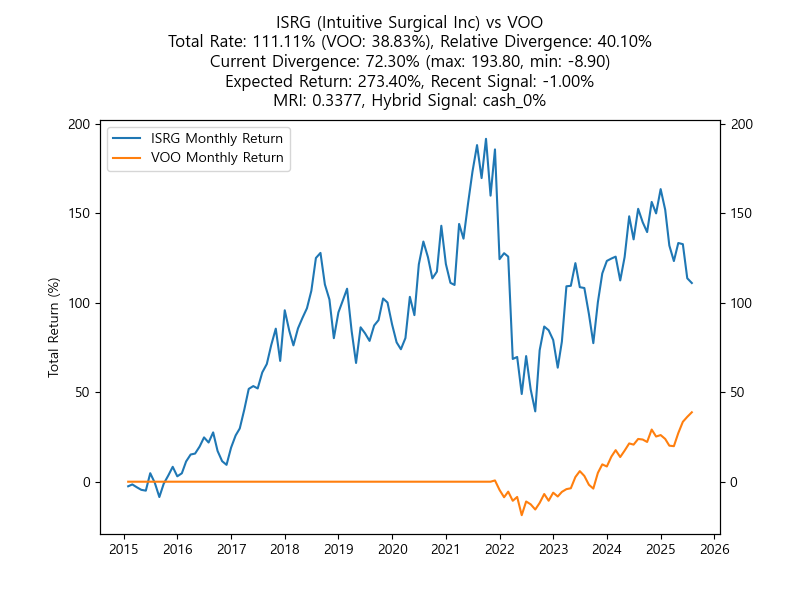 ISRG (Intuitive Surgical Inc) vs VOO
Total Rate: 111.11% (VOO: 38.83%), Relative Divergence: 40.10%
Current Divergence: 72.30% (max: 193.80, min: -8.90)
Expected Return: 273.40%, Recent Signal: -1.00%
MRI: 0.3377, Hybrid Signal: cash_0%
ISRG Monthly Return
VOO Monthly Return
Total Return (%)
200
150
100
50
0
200
150
100
50
0
2015 2016 2017 2018 2019 2020 2021 2022 2023 2024 2025 2026